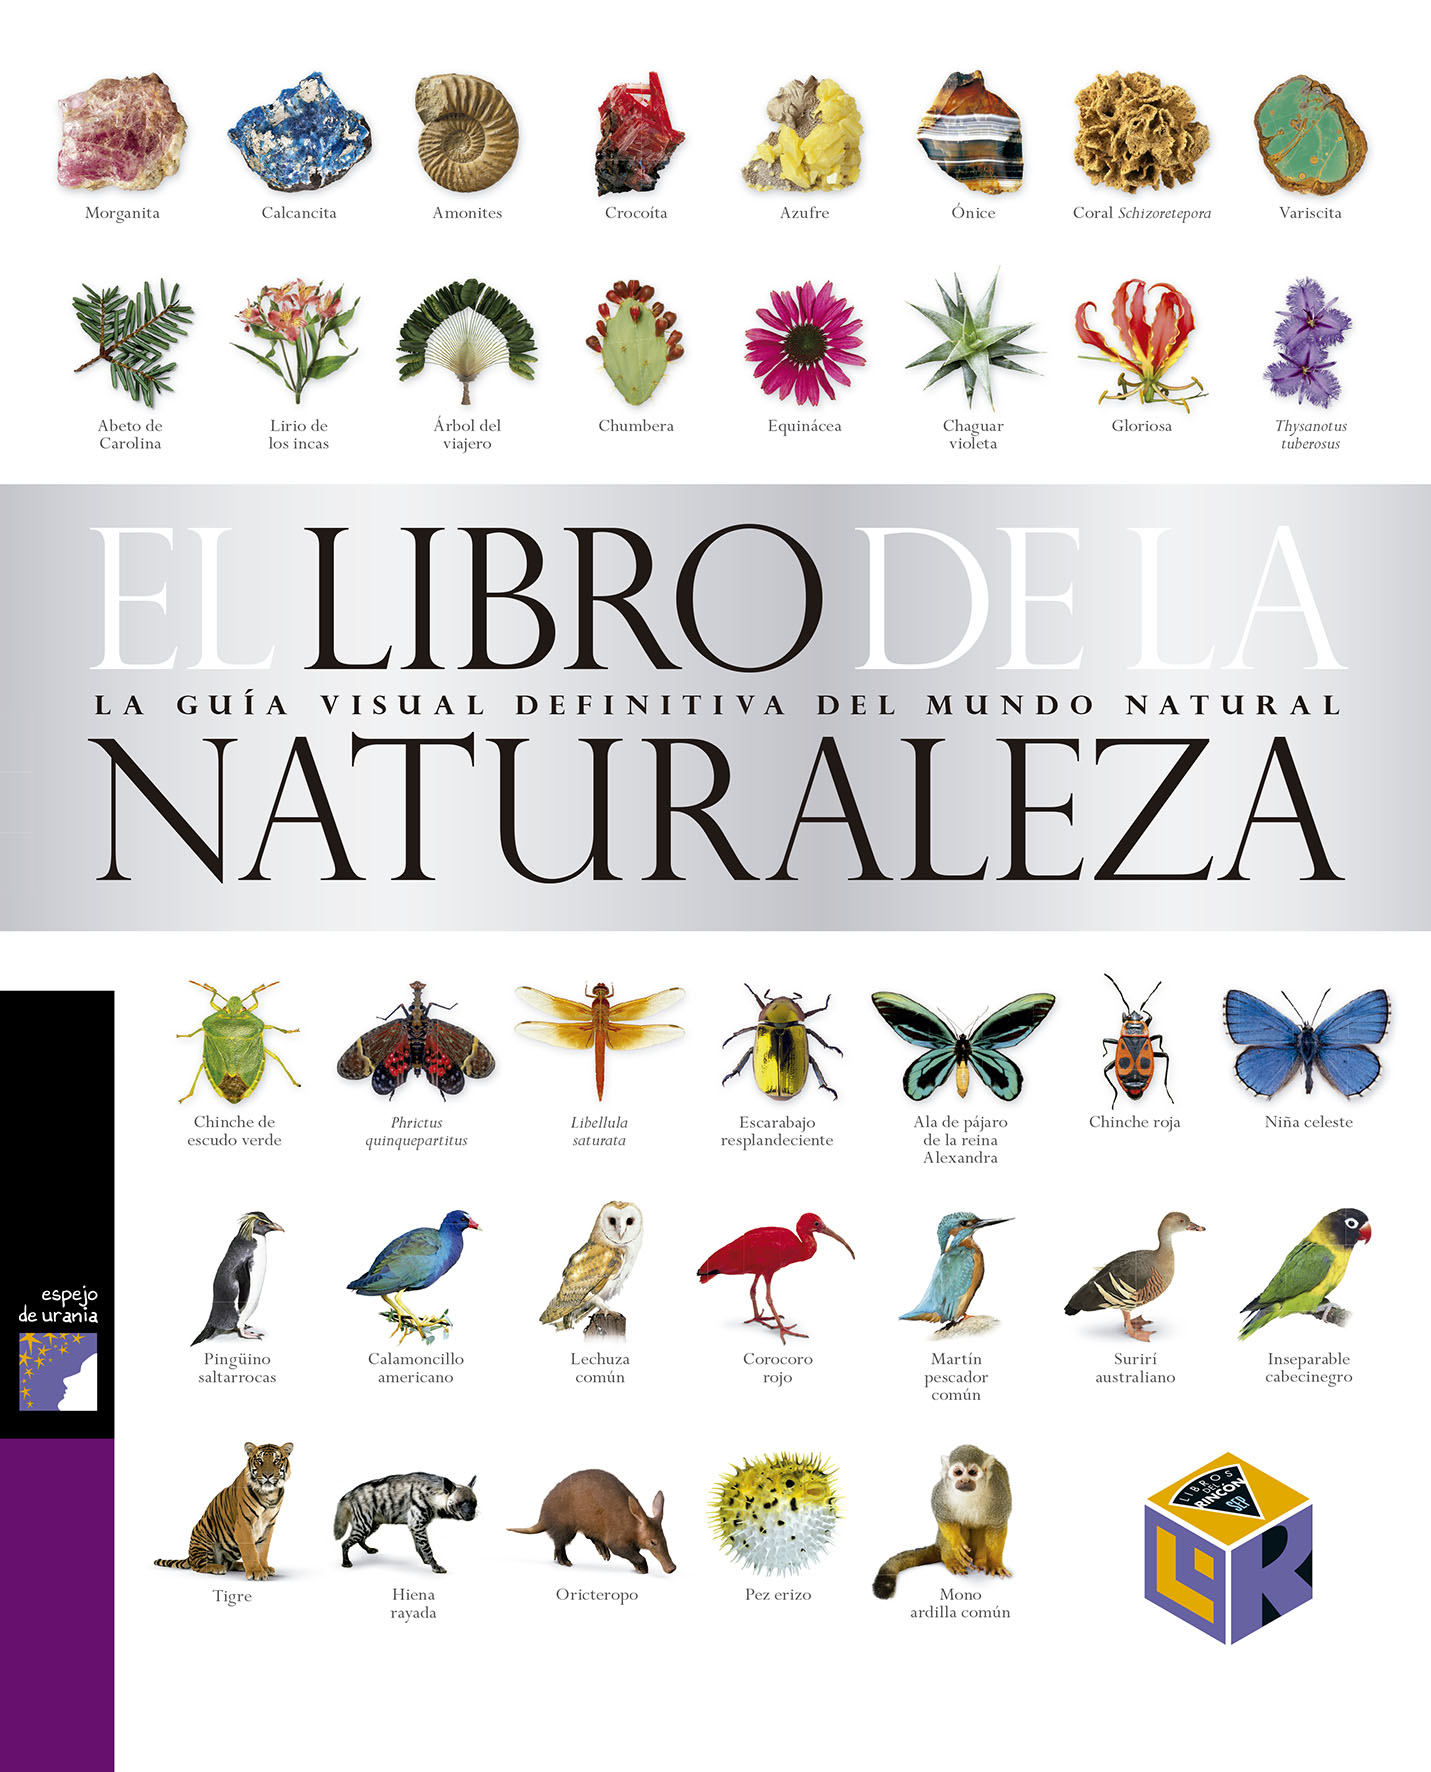 Morganita
Calcancita
Amonites
Crocoíta
Azufre
Ónice
Coral Schizoretepora
Variscita
Abeto de
Carolina
Lirio de
los incas
Árbol del
viajero
Chumbera
Equinácea
Chaguar
violeta
Gloriosa
Thysanotus
tuberosus
EL LIBRO DE LA
LA GUÍA VISUAL DEFINITIVA DEL MUNDO NATURAL
NATURALEZA
Chinche de
escudo verde
Phrictus
quinquepartitus
Libellula
saturata
Escarabajo
resplandeciente
Ala de pájaro
de la reina
Alexandra
Chinche roja
Niña celeste
Pingüino
saltarrocas
Calamoncillo
americano
Lechuza
común
Corocoro
rojo
Martín
pescador
común
Surirí
australiano
Inseparable
cabecinegro
espejo
de urania
Tigre
Hiena
rayada
Oricteropo
Pez erizo
Mono
ardilla común
LIBROS
DEL
RINCÓN
SEP
LR